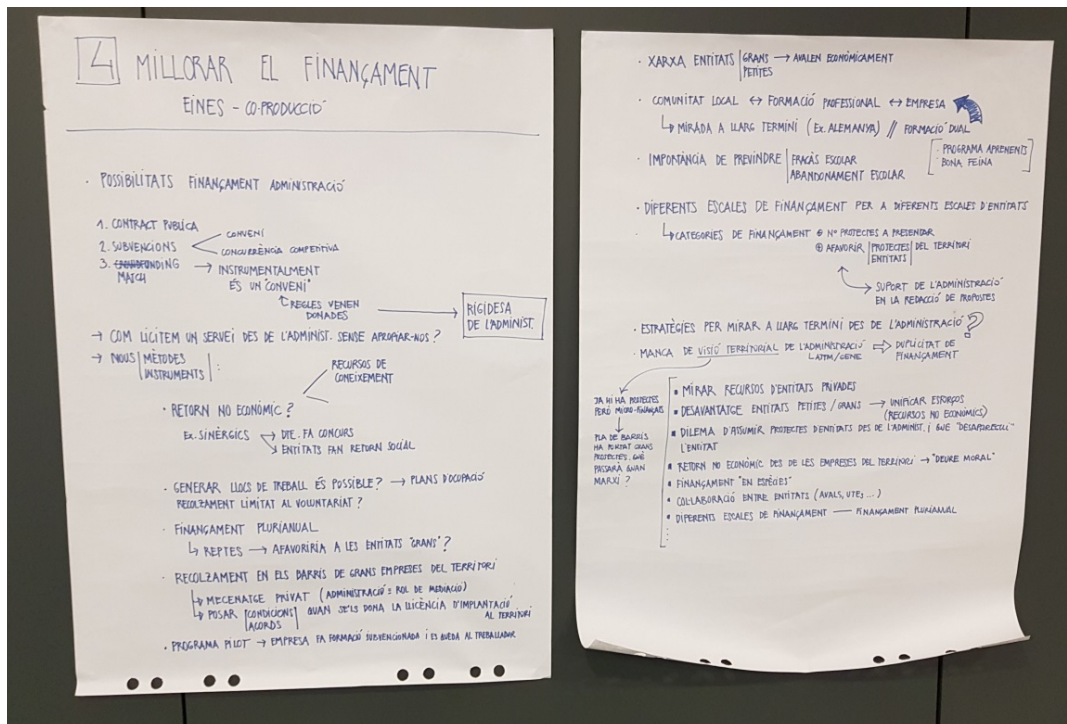 4 MILLORAR EL FINANÇAMENT
EINES - CO-PRODUCCIÓ
· POSSIBILITATS FINANÇAMENT ADMINISTRACIÓ
1. CONTRACT PUBLICA
2. SUBVENCIONS
CONVENI
CONCURRÈNCIA COMPETITIVA
3. CROWDFUNDING → INSTRUMENTALMENT
MATCH
ÉS UN "CONVENI"
REGLES VENEN
DONADES
→ RIGIDESA
DE L'ADMINIST.
→ COM LICITEM UN SERVEI DES DE L'ADMINIST. SENSE APROPIAR-NOS?
→ NOUS | MÈTODES
INSTRUMENTS | :
RECURSOS DE
CONEIXEMENT
· RETORN NO ECONÒMIC?
Ex. SINÈRGICS → DTE. FA CONCURS
↘ ENTITATS FAN RETORN SOCIAL
· GENERAR LLOCS DE TREBALL ÉS POSSIBLE? → PLANS D'OCUPACIÓ
RECOLZAMENT LIMITAT AL VOLUNTARIAT?
· FINANÇAMENT PLURIANUAL
↳ REPTES → AFAVORIRIA A LES ENTITATS "GRANS"?
· RECOLZAMENT EN ELS BARRIS DE GRANS EMPRESES DEL TERRITORI
↳ MECENATGE PRIVAT (ADMINISTRACIÓ = ROL DE MEDIACIÓ)
↳ POSAR | CONDICIONS | QUAN SE'LS DONA LA LLICÈNCIA D'IMPLANTACIÓ
ACORDS
AL TERRITORI
· PROGRAMA PILOT → EMPRESA FA FORMACIÓ SUBVENCIONADA I ES QUEDA AL TREBALLADOR
· XARXA ENTITATS | GRANS → AVALEN ECONÒMICAMENT
PETITES
· COMUNITAT LOCAL ↔ FORMACIÓ PROFESSIONAL ↔ EMPRESA
↳ MIRADA A LLARG TERMINI (Ex. ALEMANYA) // FORMACIÓ DUAL
[· PROGRAMA APRENENTS
· BONA FEINA]
· IMPORTÀNCIA DE PREVINDRE | FRACÀS ESCOLAR
ABANDONAMENT ESCOLAR
· DIFERENTS ESCALES DE FINANÇAMENT PER A DIFERENTS ESCALES D'ENTITATS
↳ CATEGORIES DE FINANÇAMENT ⊕ Nº PROJECTES A PRESENTAR
⊕ AFAVORIR | PROJECTES | DEL TERRITORI
ENTITATS
SUPORT DE L'ADMINISTRACIÓ
EN LA REDACCIÓ DE PROPOSTES
· ESTRATÈGIES PER MIRAR A LLARG TERMINI DES DE L'ADMINISTRACIÓ?
· MANCA DE VISIÓ TERRITORIAL DE L'ADMINISTRACIÓ ⇒ DUPLICITAT DE
LAJTM/GENE
FINANÇAMENT
JA HI HA PROJECTES
PERÒ MICRO-FINANÇATS
PLA DE BARRIS
HA PORTAT GRANS
PROJECTES, QUÈ
PASSARÀ QUAN
MARXI?
▪ MIRAR RECURSOS D'ENTITATS PRIVADES
▪ DESAVANTATGE ENTITATS PETITES / GRANS → UNIFICAR ESFORÇOS
(RECURSOS NO ECONÒMICS)
▪ DILEMA D'ASSUMIR PROJECTES D'ENTITATS DES DE L'ADMINIST. I QUÈ "DESAPAREGUI"
L'ENTITAT
▪ RETORN NO ECONÒMIC DES DE LES EMPRESES DEL TERRITORI → "DEURE MORAL"
▪ FINANÇAMENT "EN ESPÈCIES"
▪ COL·LABORACIÓ ENTRE ENTITATS (AVALS, UTE, ...)
▪ DIFERENTS ESCALES DE FINANÇAMENT — FINANÇAMENT PLURIANUAL